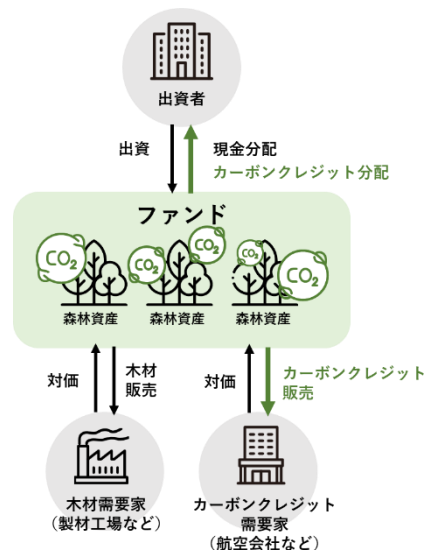 出資者
出資
現金分配
カーボンクレジット分配
ファンド
CO2
CO2
CO2
CO2
CO2
森林資産
森林資産
森林資産
対価
木材
販売
対価
カーボンクレジット
販売
木材需要家
（製材工場など）
カーボンクレジット
需要家
（航空会社など）